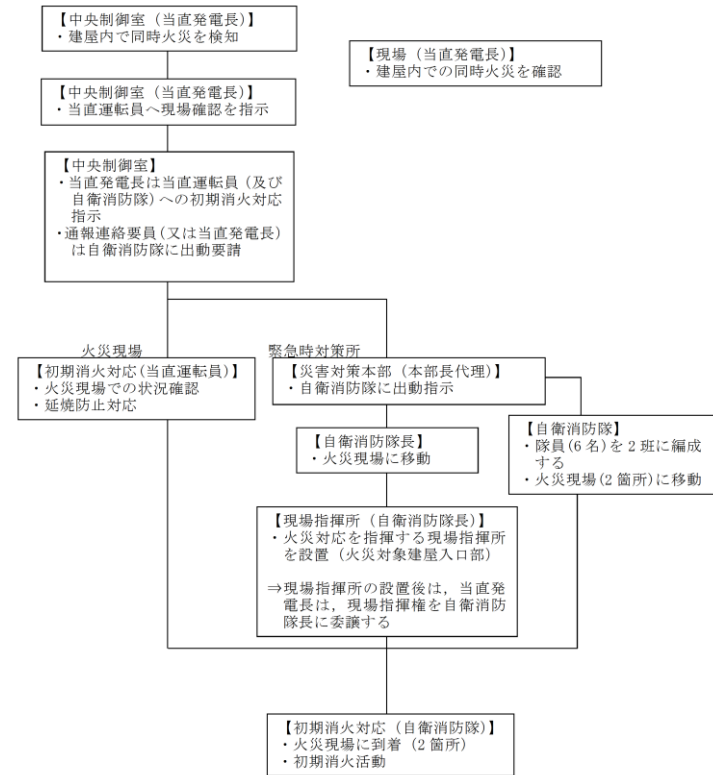 【中央制御室（当直発電長）】
・建屋内で同時火災を検知
【現場（当直発電長）】
・建屋内での同時火災を確認
【中央制御室（当直発電長）】
・当直運転員へ現場確認を指示
【中央制御室】
・当直発電長は当直運転員（及び
自衛消防隊）への初期消火対応
指示
・通報連絡要員（又は当直発電長）
は自衛消防隊に出動要請
火災現場
【初期消火対応（当直運転員）】
・火災現場での状況確認
・延焼防止対応
緊急時対策所
【災害対策本部（本部長代理）】
・自衛消防隊に出動指示
【自衛消防隊長】
・火災現場に移動
【自衛消防隊】
・隊員(6 名)を 2 班に編成
する
・火災現場(2 箇所)に移動
【現場指揮所（自衛消防隊長）】
・火災対応を指揮する現場指揮所
を設置（火災対象建屋入口部）
⇒現場指揮所の設置後は，当直発
電長は，現場指揮権を自衛消防
隊長に委譲する
【初期消火対応（自衛消防隊）】
・火災現場に到着（2 箇所）
・初期消火活動